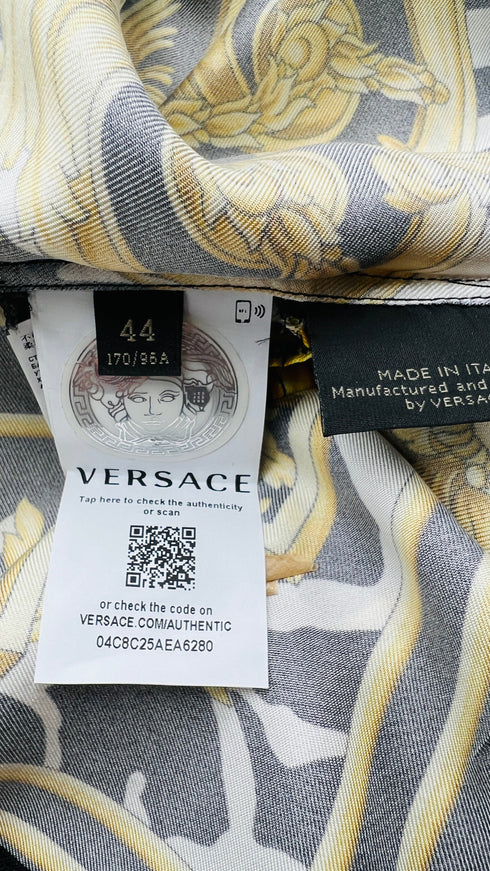 44
170/96A
VERSACE
Tap here to check the authenticity
or scan
or check the code on
VERSACE.COM/AUTHENTIC
04C8C25AEA6280
MADE IN ITA
Manufactured and
by VERSAC